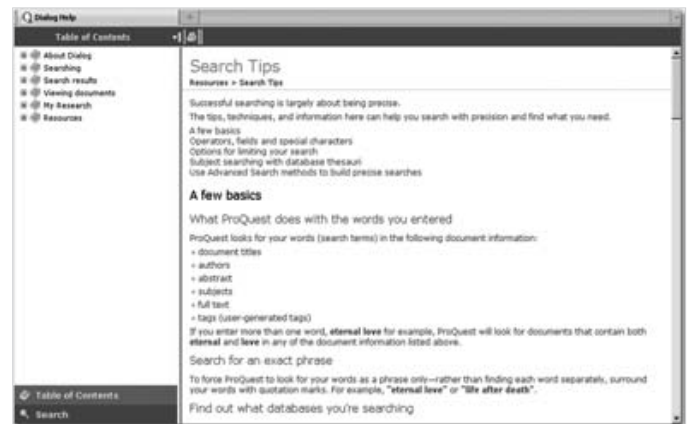 Dialog Help
Table of Contents
About Dialog
Searching
Search results
Viewing documents
My Research
Resources
Table of Contents
Search
Search Tips
Resources > Search Tips
Successful searching is largely about being precise.
The tips, techniques, and information here can help you search with precision and find what you need.
A few basics
Operators, fields and special characters
Options for limiting your search
Subject searching with database thesauri
Use Advanced Search methods to build precise searches
A few basics
What ProQuest does with the words you entered
ProQuest looks for your words (search terms) in the following document information:
document titles
authors
abstract
subjects
full text
tags (user-generated tags)
If you enter more than one word, eternal love for example, ProQuest will look for documents that contain both
eternal and love in any of the document information listed above.
Search for an exact phrase
To force ProQuest to look for your words as a phrase only—rather than finding each word separately, surround
your words with quotation marks. For example, "eternal love" or "life after death".
Find out what databases you're searching